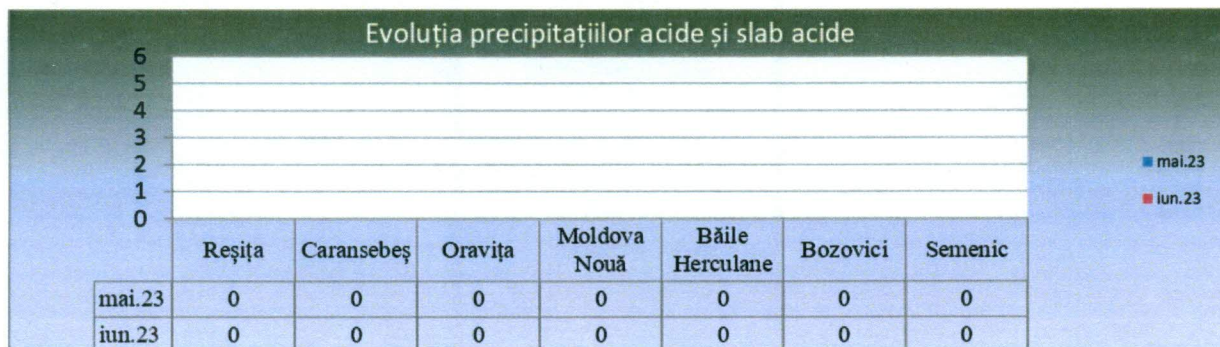 Evoluția precipitațiilor acide și slab acide
6
5
4
3
2
1
0
mai.23
iun.23
Reșița Caransebeș Oravița Moldova Nouă Băile Herculane Bozovici Semenic
mai.23 0 0 0 0 0 0 0
iun.23 0 0 0 0 0 0 0